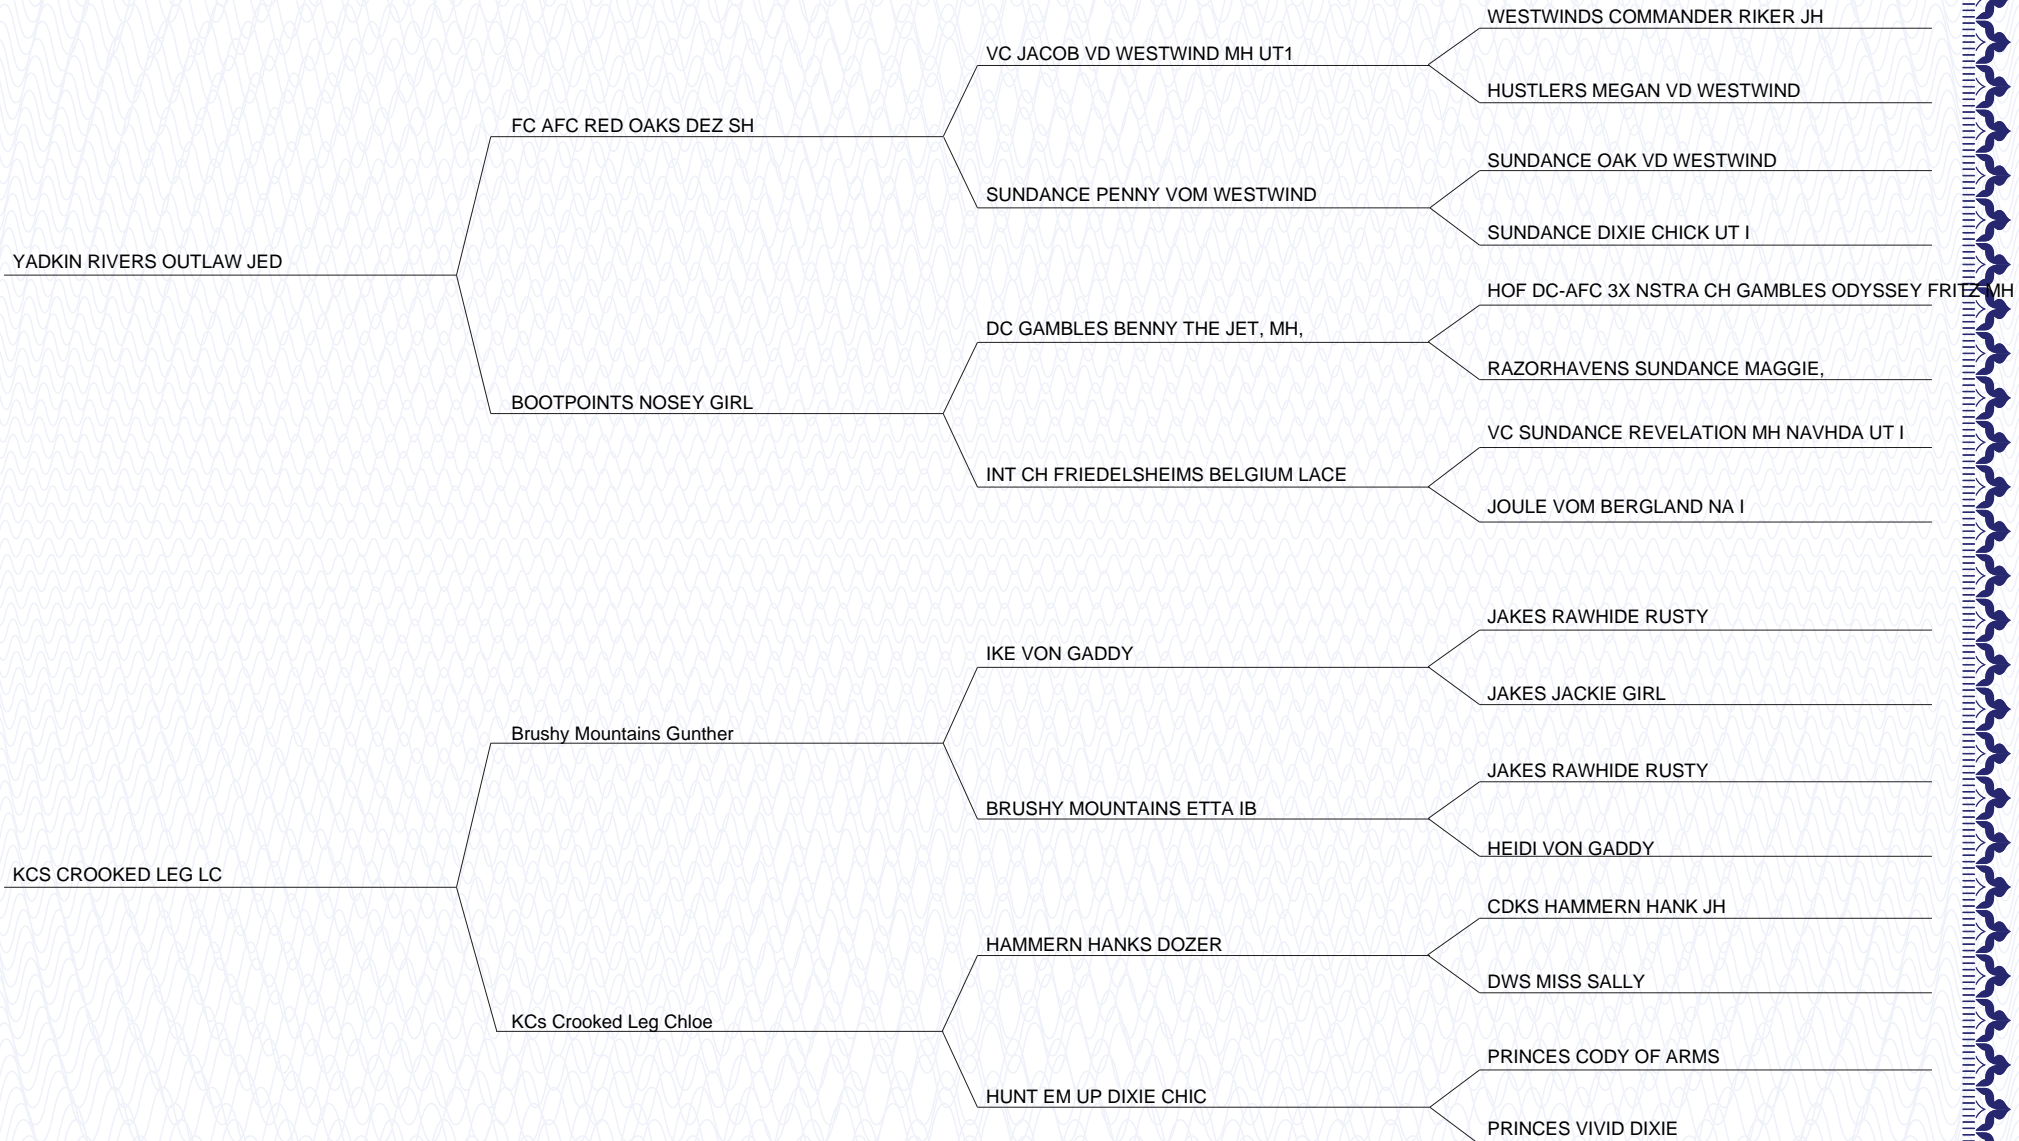 WESTWINDS COMMANDER RIKER JH
VC JACOB VD WESTWIND MH UT1
HUSTLERS MEGAN VD WESTWIND
FC AFC RED OAKS DEZ SH
SUNDANCE OAK VD WESTWIND
SUNDANCE PENNY VOM WESTWIND
SUNDANCE DIXIE CHICK UT I
YADKIN RIVERS OUTLAW JED
HOF DC-AFC 3X NSTRA CH GAMBLES ODYSSEY FRITZ MH
DC GAMBLES BENNY THE JET, MH,
RAZORHAVENS SUNDANCE MAGGIE,
BOOTPOINTS NOSEY GIRL
VC SUNDANCE REVELATION MH NAVHDA UT I
INT CH FRIEDELSHEIMS BELGIUM LACE
JOULE VOM BERGLAND NA I
JAKES RAWHIDE RUSTY
IKE VON GADDY
JAKES JACKIE GIRL
Brushy Mountains Gunther
JAKES RAWHIDE RUSTY
BRUSHY MOUNTAINS ETTA IB
HEIDI VON GADDY
KCS CROOKED LEG LC
CDKS HAMMERN HANK JH
HAMMERN HANKS DOZER
DWS MISS SALLY
KCs Crooked Leg Chloe
PRINCES CODY OF ARMS
HUNT EM UP DIXIE CHIC
PRINCES VIVID DIXIE